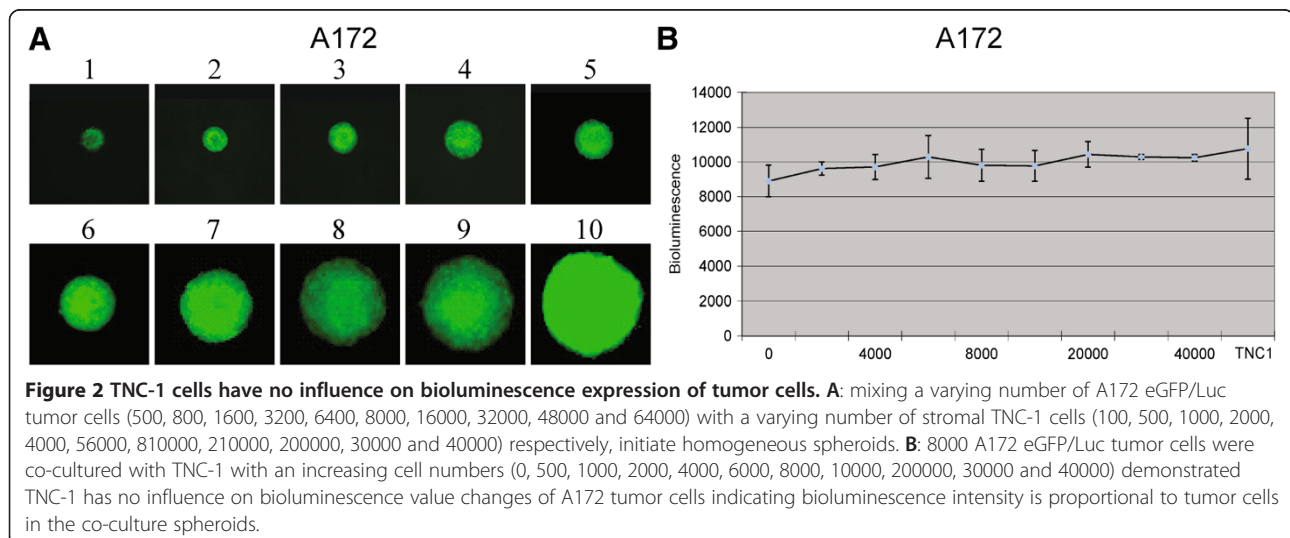 A
A172
1 2 3 4 5
6 7 8 9 10
B
A172
Bioluminescence
14000
12000
10000
8000
6000
4000
2000
0
0 4000 8000 20000 40000 TNC1
Figure 2 TNC-1 cells have no influence on bioluminescence expression of tumor cells. A: mixing a varying number of A172 eGFP/Luc
tumor cells (500, 800, 1600, 3200, 6400, 8000, 16000, 32000, 48000 and 64000) with a varying number of stromal TNC-1 cells (100, 500, 1000, 2000,
4000, 56000, 810000, 210000, 200000, 30000 and 40000) respectively, initiate homogeneous spheroids. B: 8000 A172 eGFP/Luc tumor cells were
co-cultured with TNC-1 with an increasing cell numbers (0, 500, 1000, 2000, 4000, 6000, 8000, 10000, 200000, 30000 and 40000) demonstrated
TNC-1 has no influence on bioluminescence value changes of A172 tumor cells indicating bioluminescence intensity is proportional to tumor cells
in the co-culture spheroids.